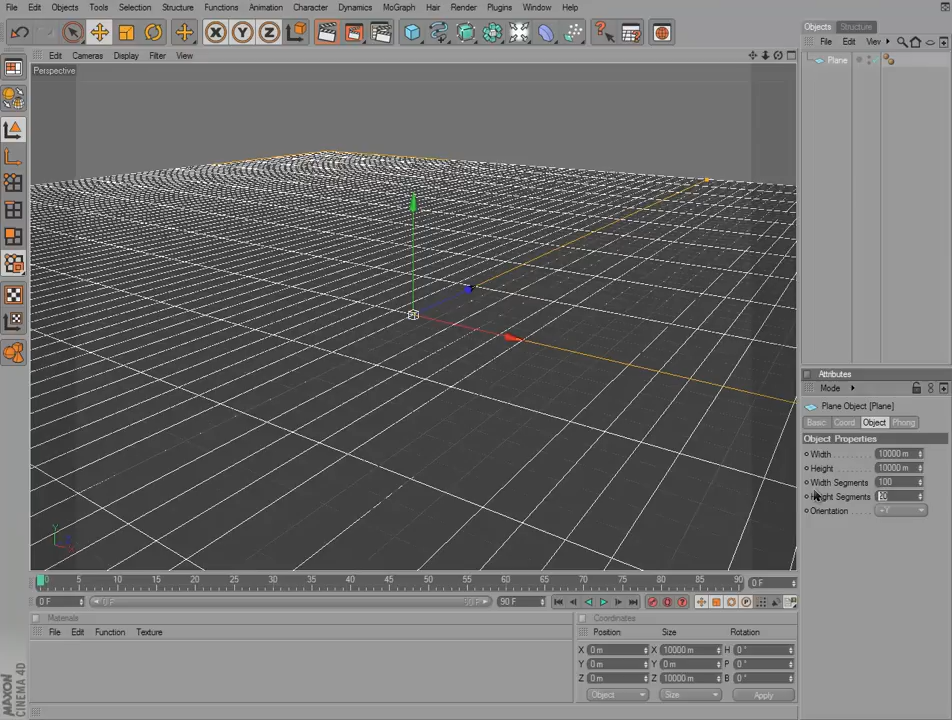 File Edit Objects Tools Selection Structure Functions Animation Character Dynamics MoGraph Hair Render Plugins Window Help
Objects Structure
Edit Cameras Display Filter View
File Edit View
Perspective
Plane
X Y Z
Attributes
Mode
Plane Object [Plane]
Basic Coord Object Phong
Object Properties
Width 10000 m
Height 10000 m
Width Segments 100
Height Segments
Orientation +Y
Y
0 5 10 15 20 25 30 35 40 45 50 55 60 65 70 75 80 85 90 0 F
0 F 0 F 90 F 90 F
Materials
File Edit Function Texture
Coordinates
Position Size Rotation
X 0 m X 10000 m H 0 °
Y 0 m Y 0 m P 0 °
Z 0 m Z 10000 m B 0 °
Object Size Apply
MAXON
CINEMA 4D